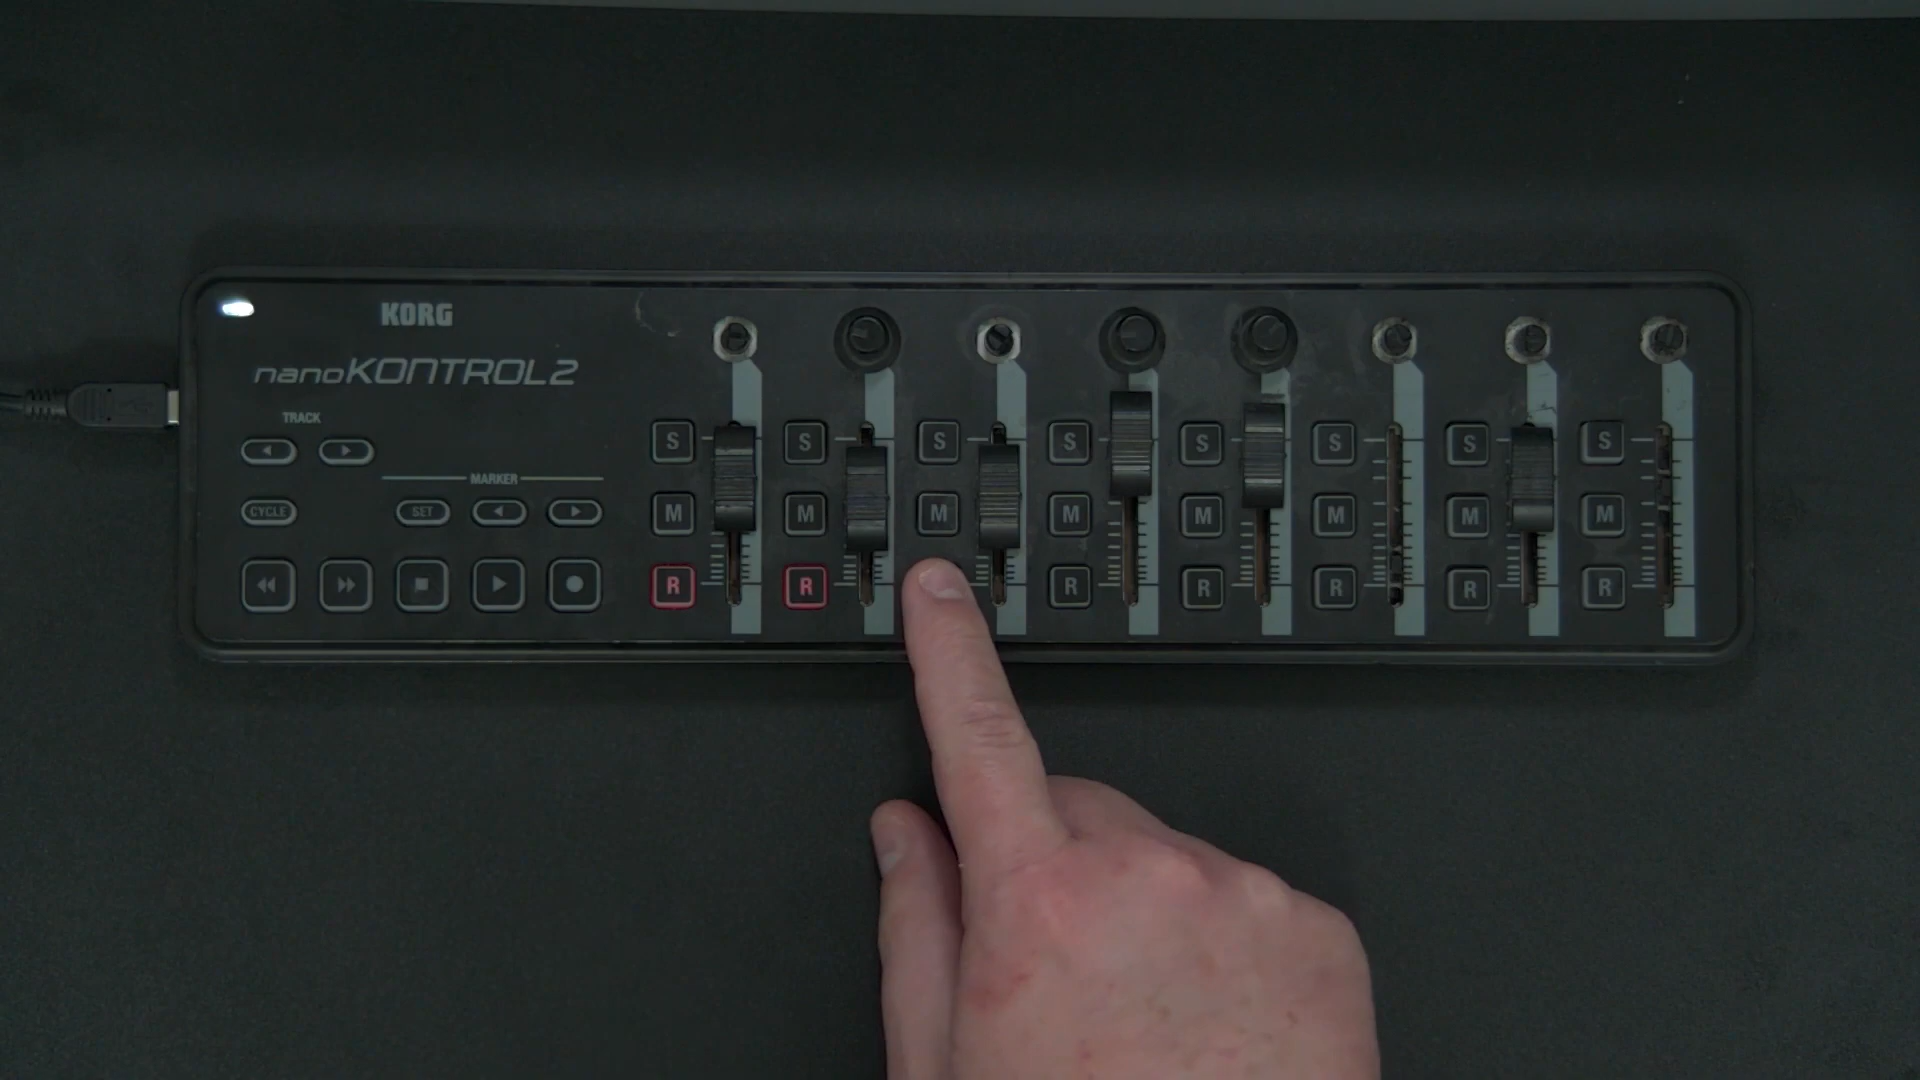 KORG
nanoKONTROL2
TRACK
MARKER
CYCLE SET
S S S S S S S S
M M M M M M M M
R R R R R R R